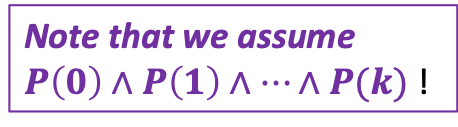 Note that we assume
P(0) ∧ P(1) ∧ ⋯ ∧ P(k) !